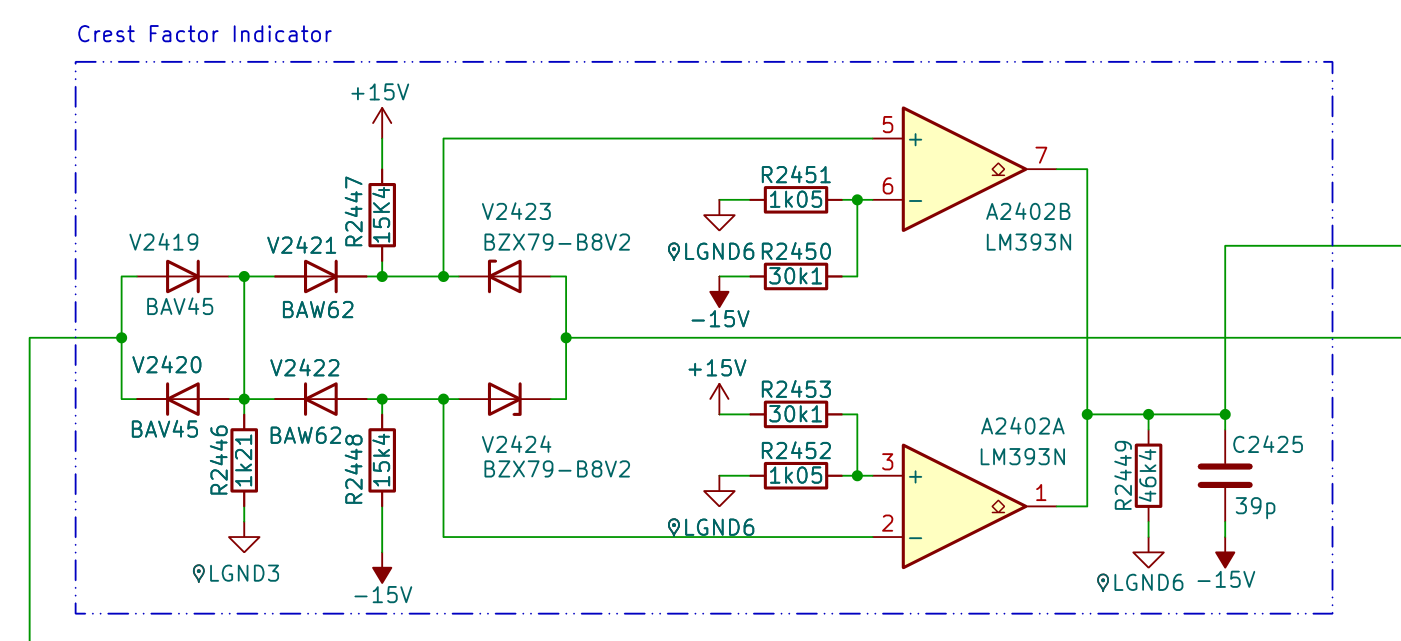 Crest Factor Indicator
+15V
5
7
R2451
1k05
6
R2447
15K4
V2423
BZX79-B8V2
A2402B
LM393N
V2419
BAV45
V2421
BAW62
LGND6
R2450
30k1
-15V
V2420
BAV45
V2422
BAW62
+15V
R2453
30k1
R2446
1k21
R2448
15k4
V2424
BZX79-B8V2
R2452
1k05
3
A2402A
LM393N
1
R2449
46k4
C2425
39p
LGND6
2
LGND3
-15V
LGND6
-15V